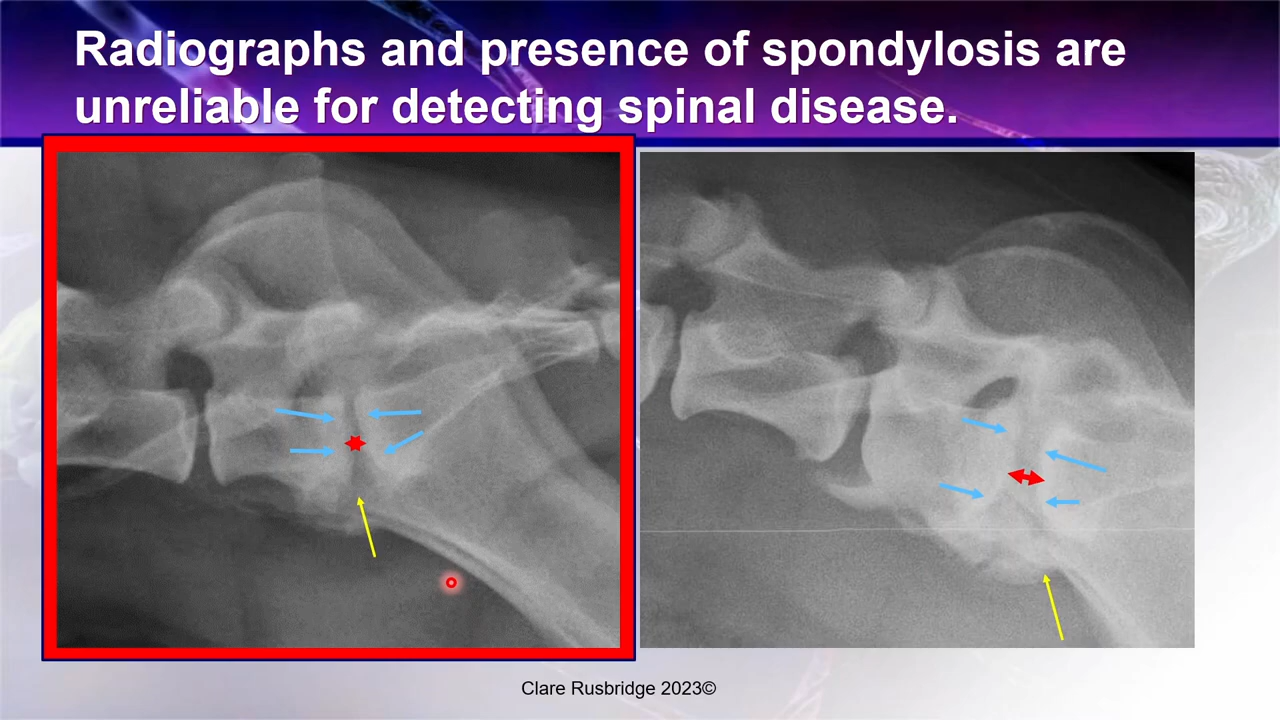 Radiographs and presence of spondylosis are
unreliable for detecting spinal disease.
Clare Rusbridge 2023©